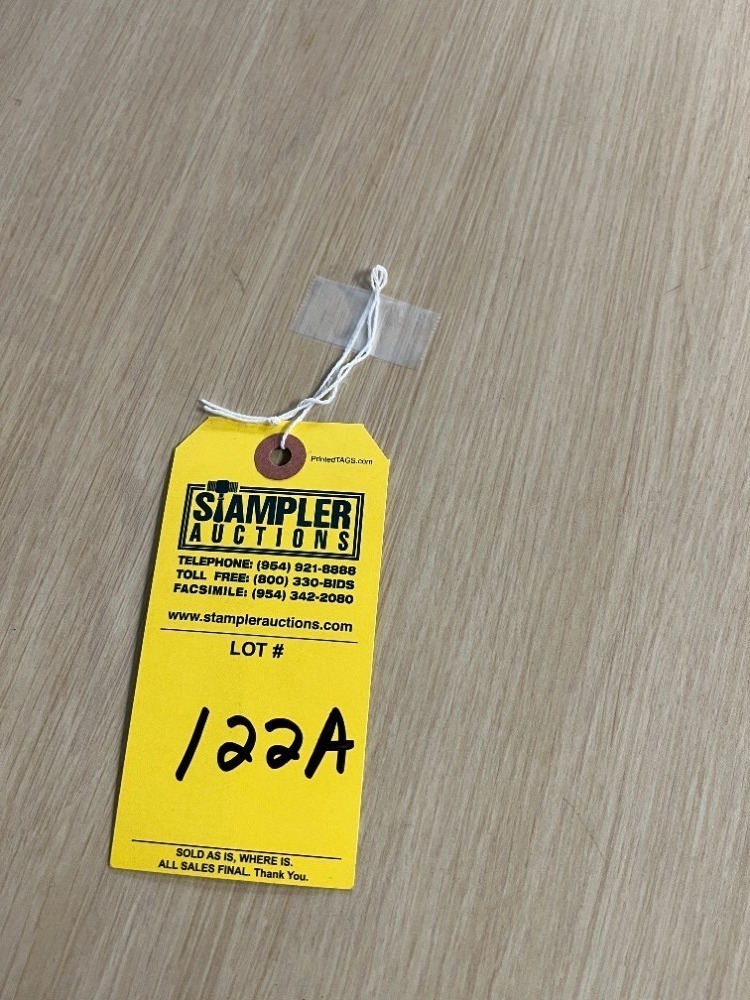 PrintedTAGS.com
STAMPLER
AUCTIONS
TELEPHONE: (954) 921-8888
TOLL FREE: (800) 330-BIDS
FACSIMILE: (954) 342-2080
www.stamplerauctions.com
LOT #
122A
SOLD AS IS, WHERE IS.
ALL SALES FINAL. Thank You.